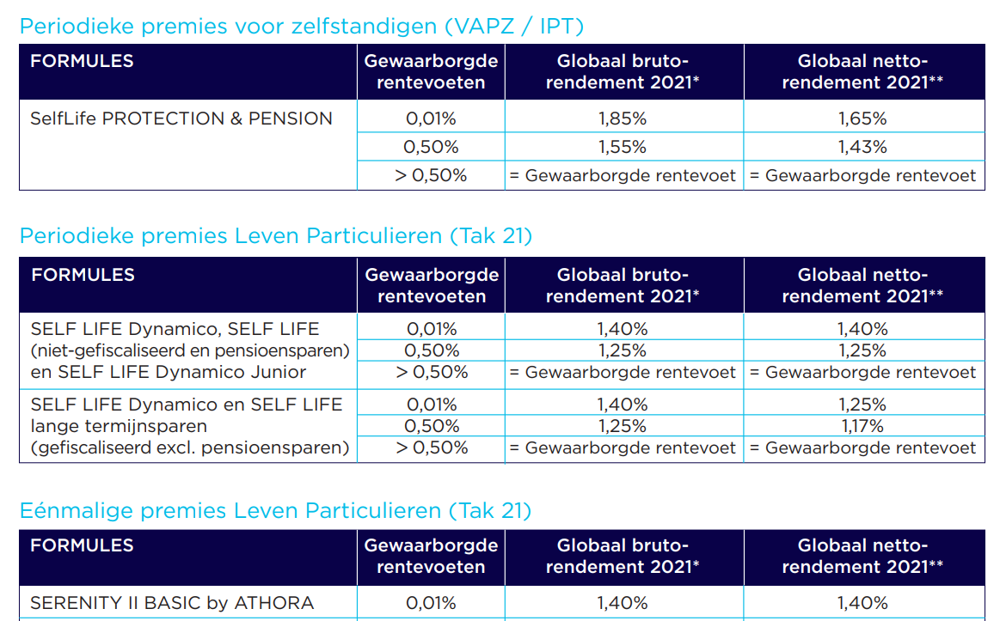 Periodieke premies voor zelfstandigen (VAPZ / IPT)
FORMULES
Gewaarborgde
rentevoeten
Globaal bruto-
rendement 2021*
Globaal netto-
rendement 2021**
SelfLife PROTECTION & PENSION
0,01%
1,85%
1,65%
0,50%
1,55%
1,43%
> 0,50%
= Gewaarborgde rentevoet
= Gewaarborgde rentevoet
Periodieke premies Leven Particulieren (Tak 21)
FORMULES
Gewaarborgde
rentevoeten
Globaal bruto-
rendement 2021*
Globaal netto-
rendement 2021**
SELF LIFE Dynamico, SELF LIFE
(niet-gefiscaliseerd en pensioensparen)
en SELF LIFE Dynamico Junior
0,01%
1,40%
1,40%
0,50%
1,25%
1,25%
> 0,50%
= Gewaarborgde rentevoet
= Gewaarborgde rentevoet
SELF LIFE Dynamico en SELF LIFE
lange termijnsparen
(gefiscaliseerd excl. pensioensparen)
0,01%
1,40%
1,25%
0,50%
1,25%
1,17%
> 0,50%
= Gewaarborgde rentevoet
= Gewaarborgde rentevoet
Eénmalige premies Leven Particulieren (Tak 21)
FORMULES
Gewaarborgde
rentevoeten
Globaal bruto-
rendement 2021*
Globaal netto-
rendement 2021**
SERENITY II BASIC by ATHORA
0,01%
1,40%
1,40%